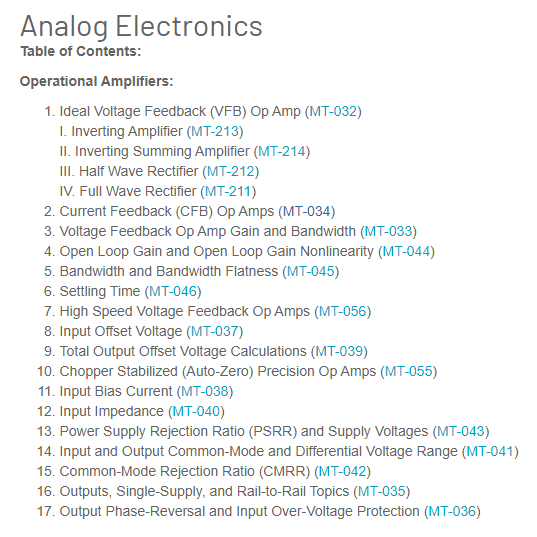 Analog Electronics
Table of Contents:
Operational Amplifiers:
1. Ideal Voltage Feedback (VFB) Op Amp (MT-032)
I. Inverting Amplifier (MT-213)
II. Inverting Summing Amplifier (MT-214)
III. Half Wave Rectifier (MT-212)
IV. Full Wave Rectifier (MT-211)
2. Current Feedback (CFB) Op Amps (MT-034)
3. Voltage Feedback Op Amp Gain and Bandwidth (MT-033)
4. Open Loop Gain and Open Loop Gain Nonlinearity (MT-044)
5. Bandwidth and Bandwidth Flatness (MT-045)
6. Settling Time (MT-046)
7. High Speed Voltage Feedback Op Amps (MT-056)
8. Input Offset Voltage (MT-037)
9. Total Output Offset Voltage Calculations (MT-039)
10. Chopper Stabilized (Auto-Zero) Precision Op Amps (MT-055)
11. Input Bias Current (MT-038)
12. Input Impedance (MT-040)
13. Power Supply Rejection Ratio (PSRR) and Supply Voltages (MT-043)
14. Input and Output Common-Mode and Differential Voltage Range (MT-041)
15. Common-Mode Rejection Ratio (CMRR) (MT-042)
16. Outputs, Single-Supply, and Rail-to-Rail Topics (MT-035)
17. Output Phase-Reversal and Input Over-Voltage Protection (MT-036)